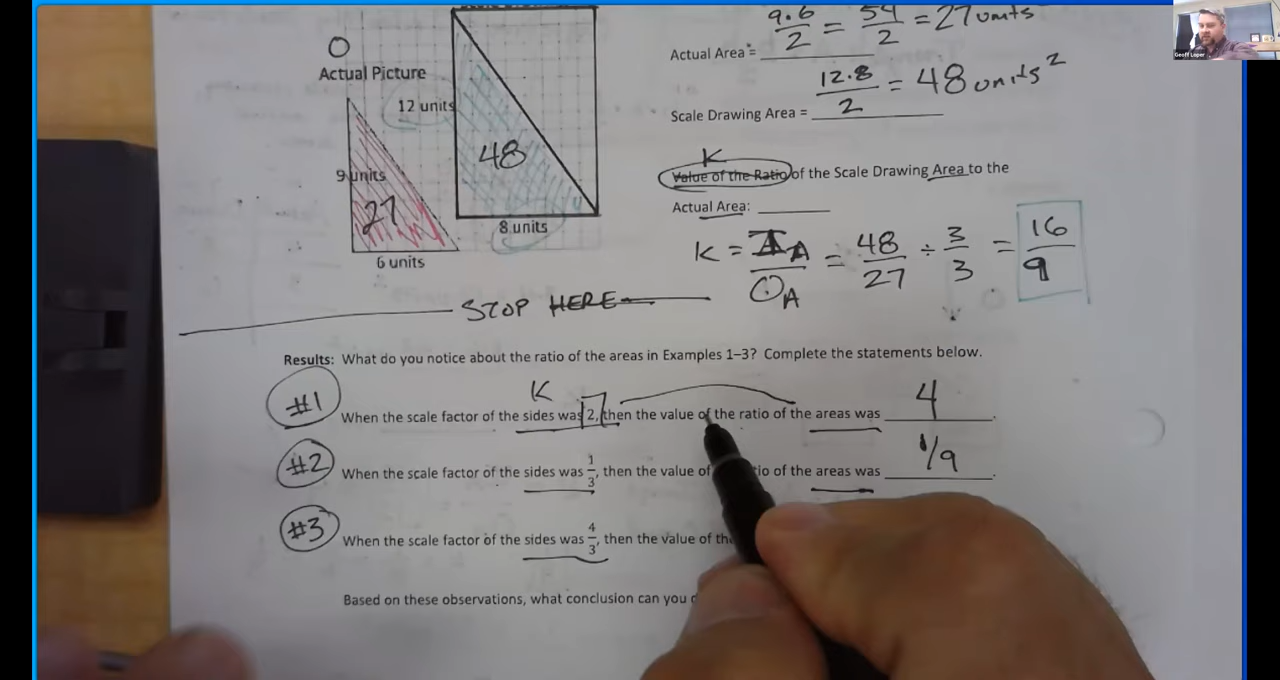 9·6/2 = 54/2 = 27 units
Actual Area =
12·8/2 = 48 units²
Scale Drawing Area =
O
Actual Picture
12 units
9 units
27
6 units
48
8 units
K
Value of the Ratio of the Scale Drawing Area to the
Actual Area:
K = A/OA = 48/27 ÷ 3/3 = 16/9
STOP HERE
Results: What do you notice about the ratio of the areas in Examples 1–3? Complete the statements below.
K
#1 When the scale factor of the sides was 2, then the value of the ratio of the areas was 4.
#2 When the scale factor of the sides was 1/3, then the value of of the areas was 1/9.
#3 When the scale factor of the sides was 4/3, then the value of
Based on these observations, what conclusion can you
Geoff Loper